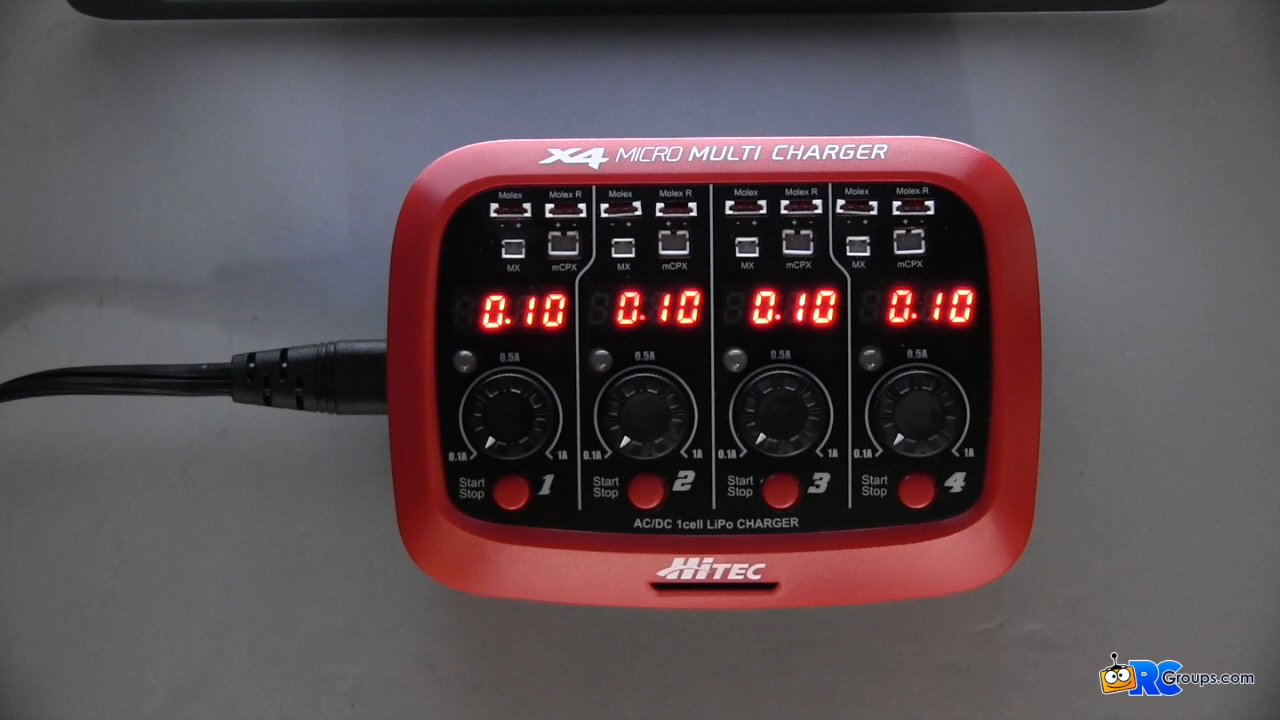 X4 MICRO MULTI CHARGER
Molex Molex R Molex Molex R Molex Molex R Molex Molex R
- + + - - + + - - + + - - + + -
MX mCPX MX mCPX MX mCPX MX mCPX
0.10 0.10 0.10 0.10
0.5A 0.5A 0.5A 0.5A
0.1A 1A 0.1A 1A 0.1A 1A 0.1A 1A
Start Stop 1 Start Stop 2 Start Stop 3 Start Stop 4
AC/DC 1cell LiPo CHARGER
HiTEC
RCGroups.com